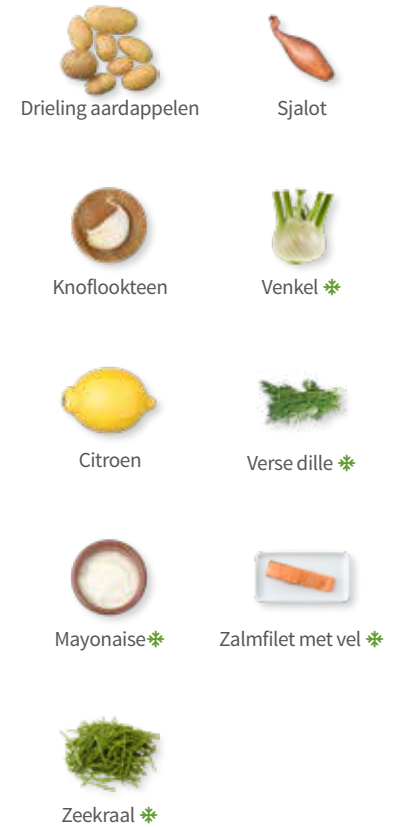 Drieling aardappelen
Sjalot
Knoflookteen
Venkel
Citroen
Verse dille
Mayonaise
Zalmfilet met vel
Zeekraal